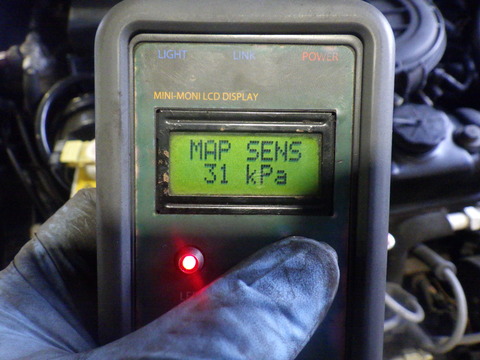 LIGHT LINK POWER
MINI-MONI LCD DISPLAY
MAP SENS
31 kPa